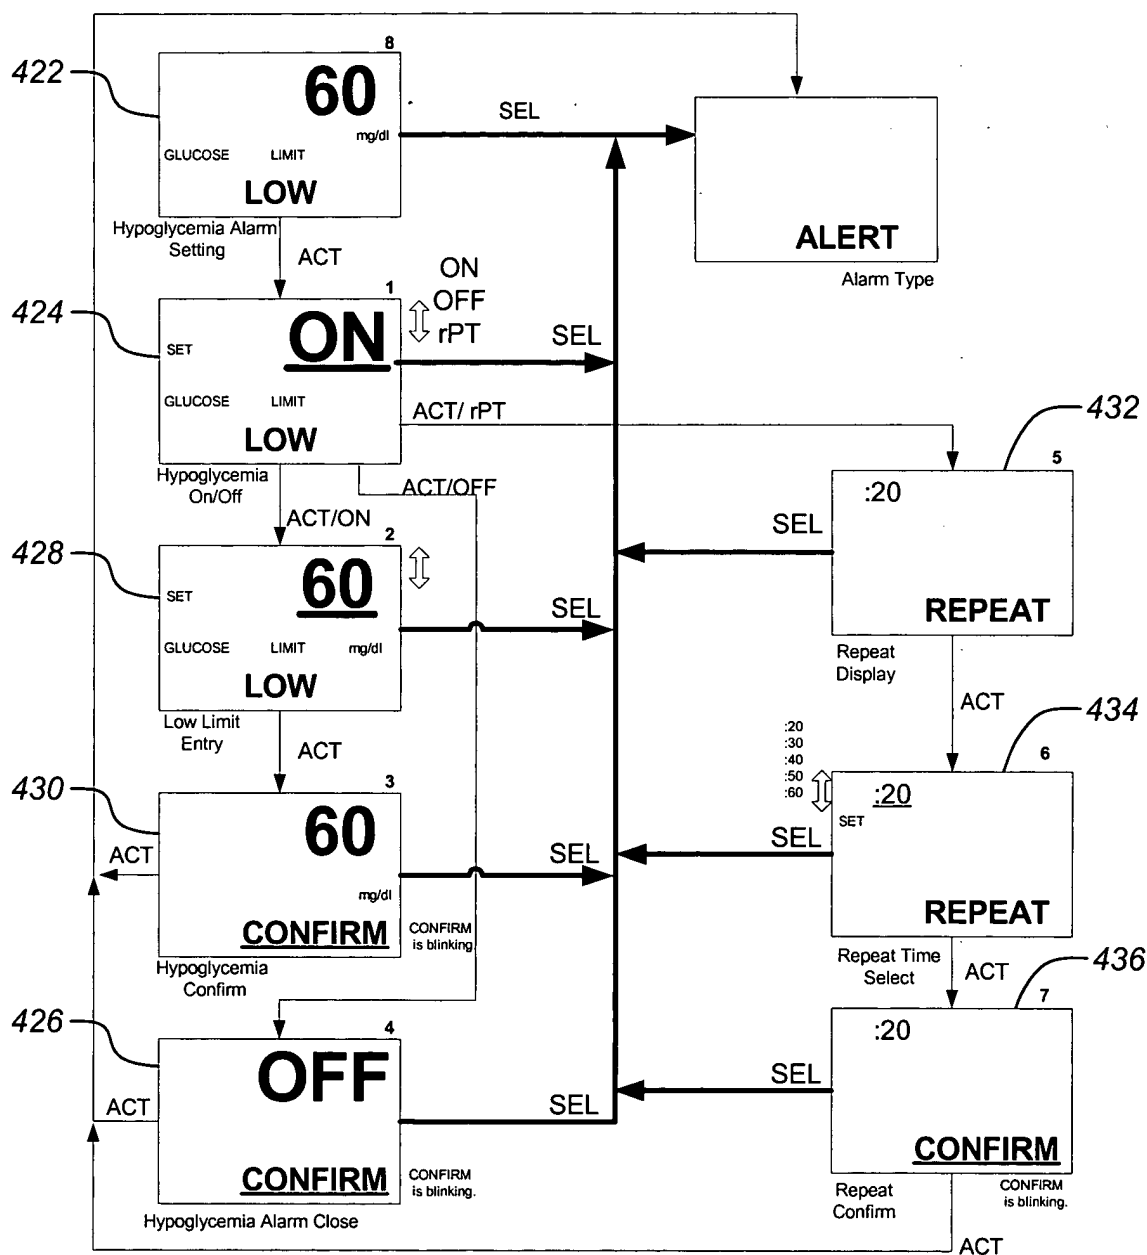 8
422
60
mg/dl
GLUCOSE LIMIT
LOW
Hypoglycemia Alarm
Setting
SEL
ALERT
Alarm Type
ACT
1
ON
OFF
rPT
424
SET
ON
GLUCOSE LIMIT
LOW
Hypoglycemia
On/Off
SEL
ACT/ rPT
ACT/OFF
ACT/ON
432
5
:20
REPEAT
Repeat
Display
SEL
ACT
2
428
SET
60
GLUCOSE LIMIT mg/dl
LOW
Low Limit
Entry
SEL
ACT
434
6
:20
:30
:40
:50
:60
:20
SET
REPEAT
Repeat Time
Select
SEL
ACT
3
430
60
mg/dl
CONFIRM
CONFIRM
is blinking.
Hypoglycemia
Confirm
ACT
SEL
436
7
:20
CONFIRM
CONFIRM
is blinking.
Repeat
Confirm
SEL
ACT
4
426
OFF
CONFIRM
CONFIRM
is blinking.
Hypoglycemia Alarm Close
ACT
SEL